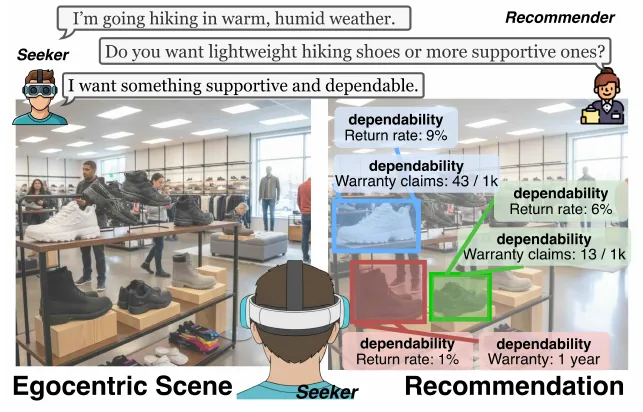 I'm going hiking in warm, humid weather.
Recommender
Do you want lightweight hiking shoes or more supportive ones?
Seeker
I want something supportive and dependable.
dependability
Return rate: 9%
dependability
Warranty claims: 43 / 1k
dependability
Return rate: 6%
dependability
Warranty claims: 13 / 1k
dependability
Return rate: 1%
dependability
Warranty: 1 year
Egocentric Scene
Seeker
Recommendation